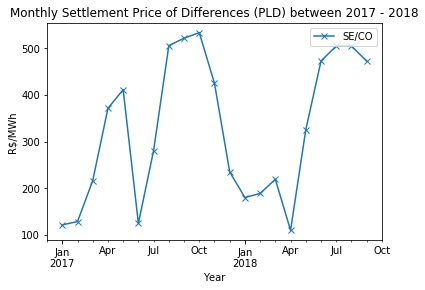 Monthly Settlement Price of Differences (PLD) between 2017 - 2018
SE/CO
500
400
300
200
100
R$/MWh
Jan Apr Jul Oct Jan Apr Jul Oct
2017 2018
Year